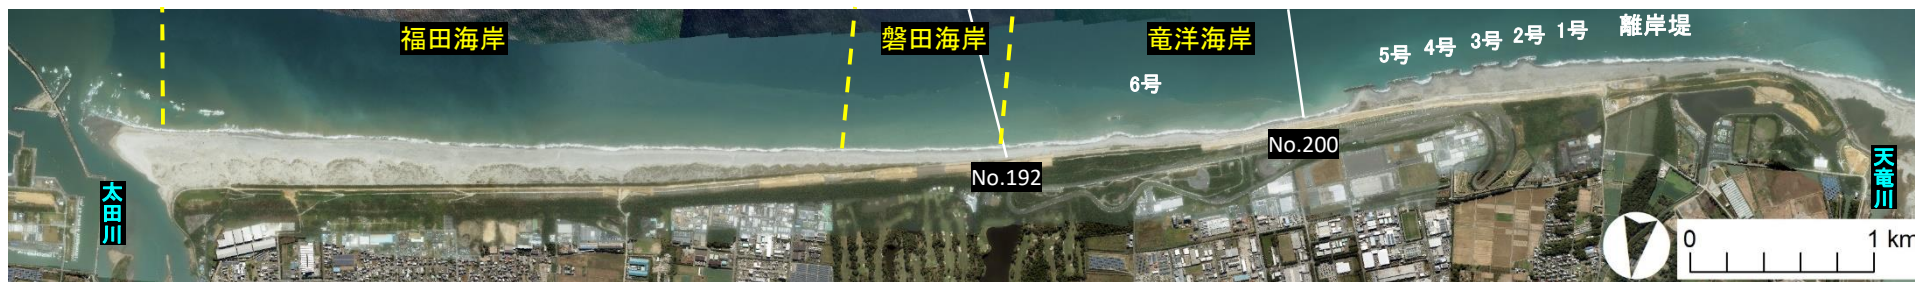 福田海岸
磐田海岸
竜洋海岸
6号
5号
4号
3号
2号
1号
離岸堤
No.192
No.200
太田川
天竜川
0
1 km